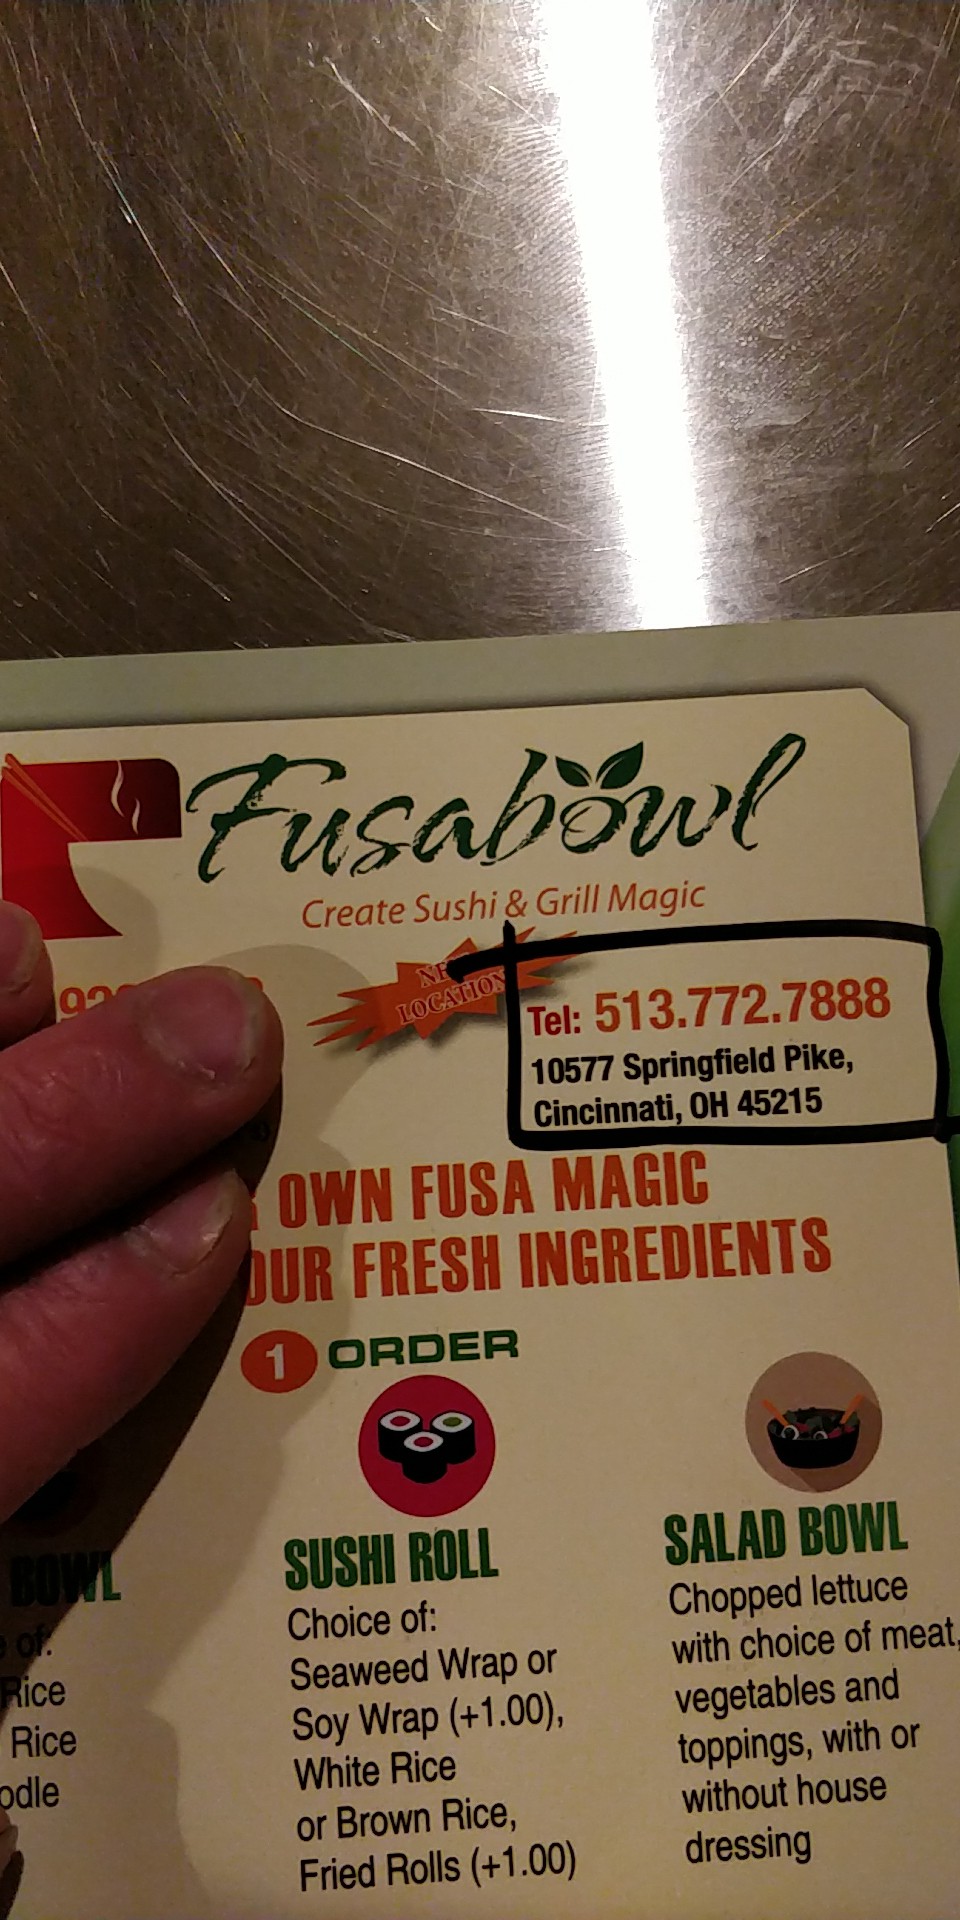 Fusabowl
Create Sushi & Grill Magic
NEW
LOCATION
Tel: 513.772.7888
10577 Springfield Pike,
Cincinnati, OH 45215
OWN FUSA MAGIC
OUR FRESH INGREDIENTS
1 ORDER
BOWL
of:
Rice
Rice
SUSHI ROLL
Choice of:
Seaweed Wrap or
Soy Wrap (+1.00),
White Rice
or Brown Rice,
Fried Rolls (+1.00)
SALAD BOWL
Chopped lettuce
with choice of meat,
vegetables and
toppings, with or
without house
dressing